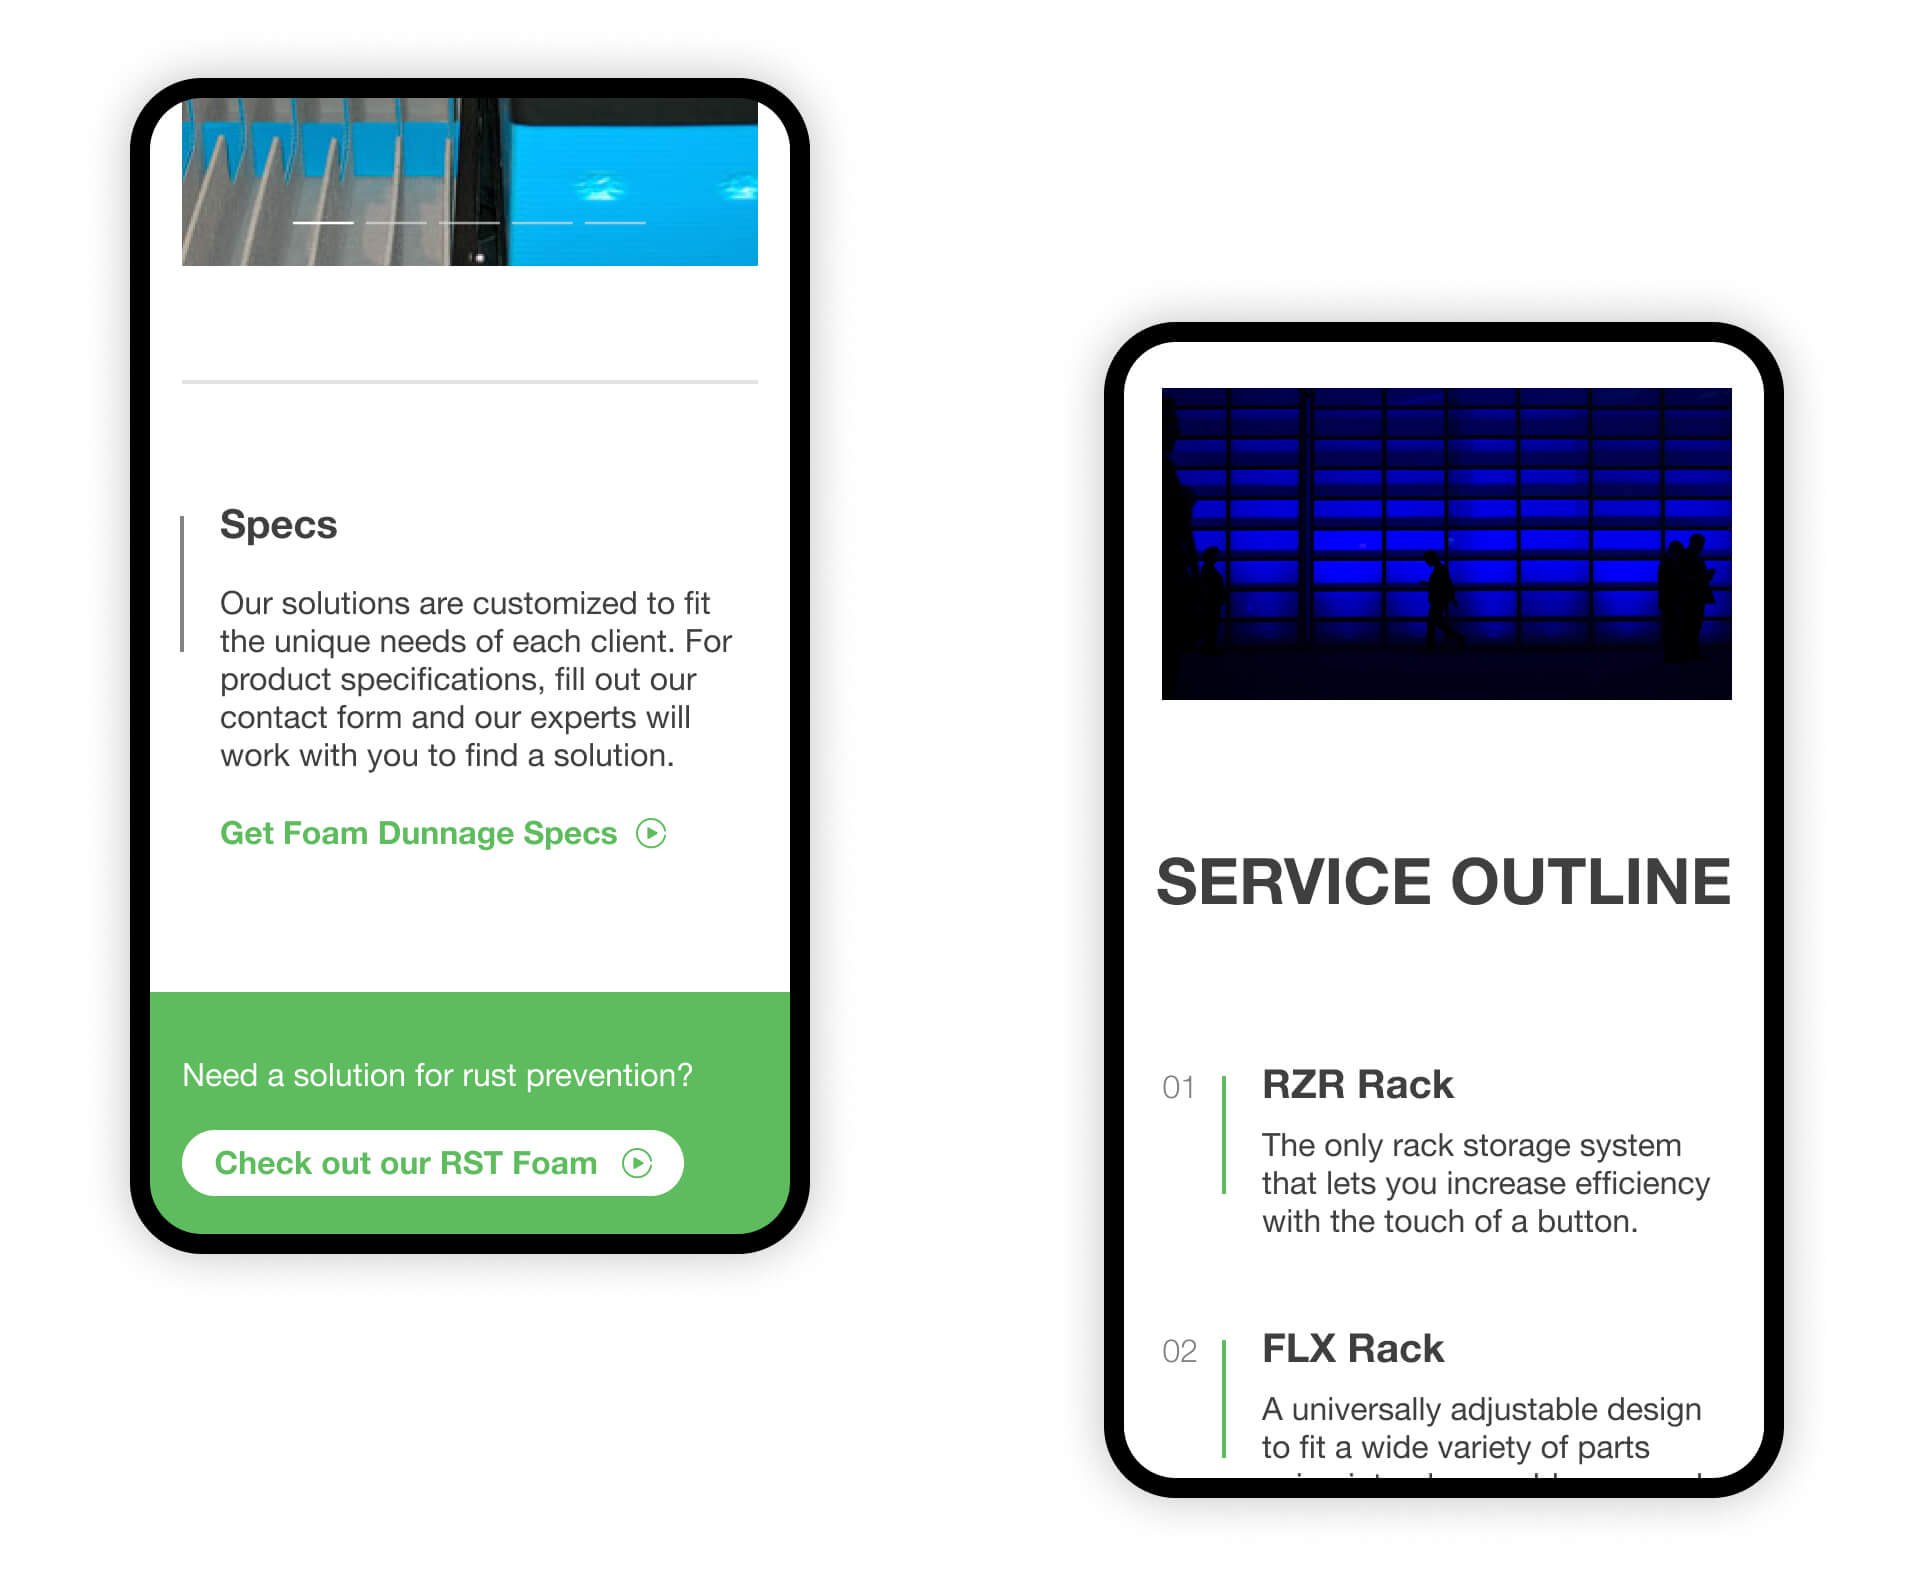 Specs
Our solutions are customized to fit
the unique needs of each client. For
product specifications, fill out our
contact form and our experts will
work with you to find a solution.
Get Foam Dunnage Specs
Need a solution for rust prevention?
Check out our RST Foam
SERVICE OUTLINE
01 RZR Rack
The only rack storage system
that lets you increase efficiency
with the touch of a button.
02 FLX Rack
A universally adjustable design
to fit a wide variety of parts